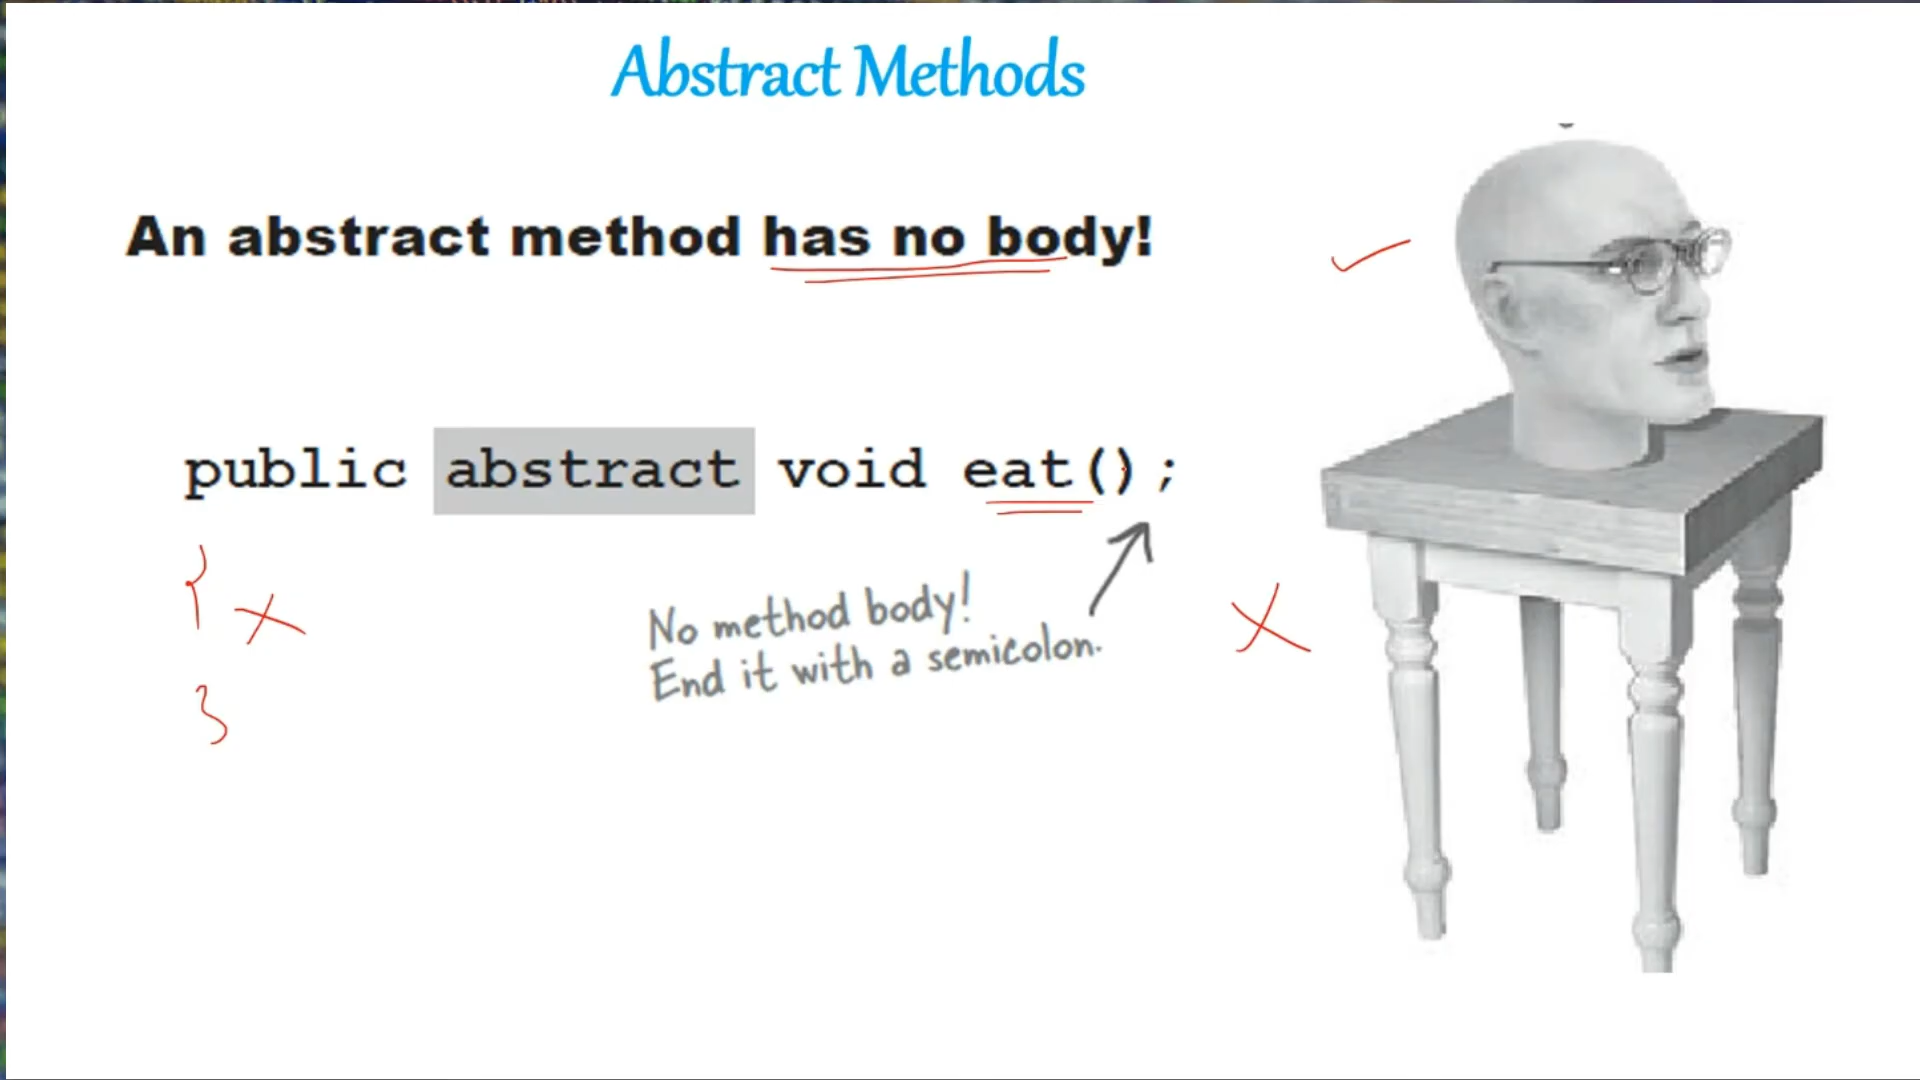 Abstract Methods
An abstract method has no body!
public abstract void eat();
{
}
No method body!
End it with a semicolon.